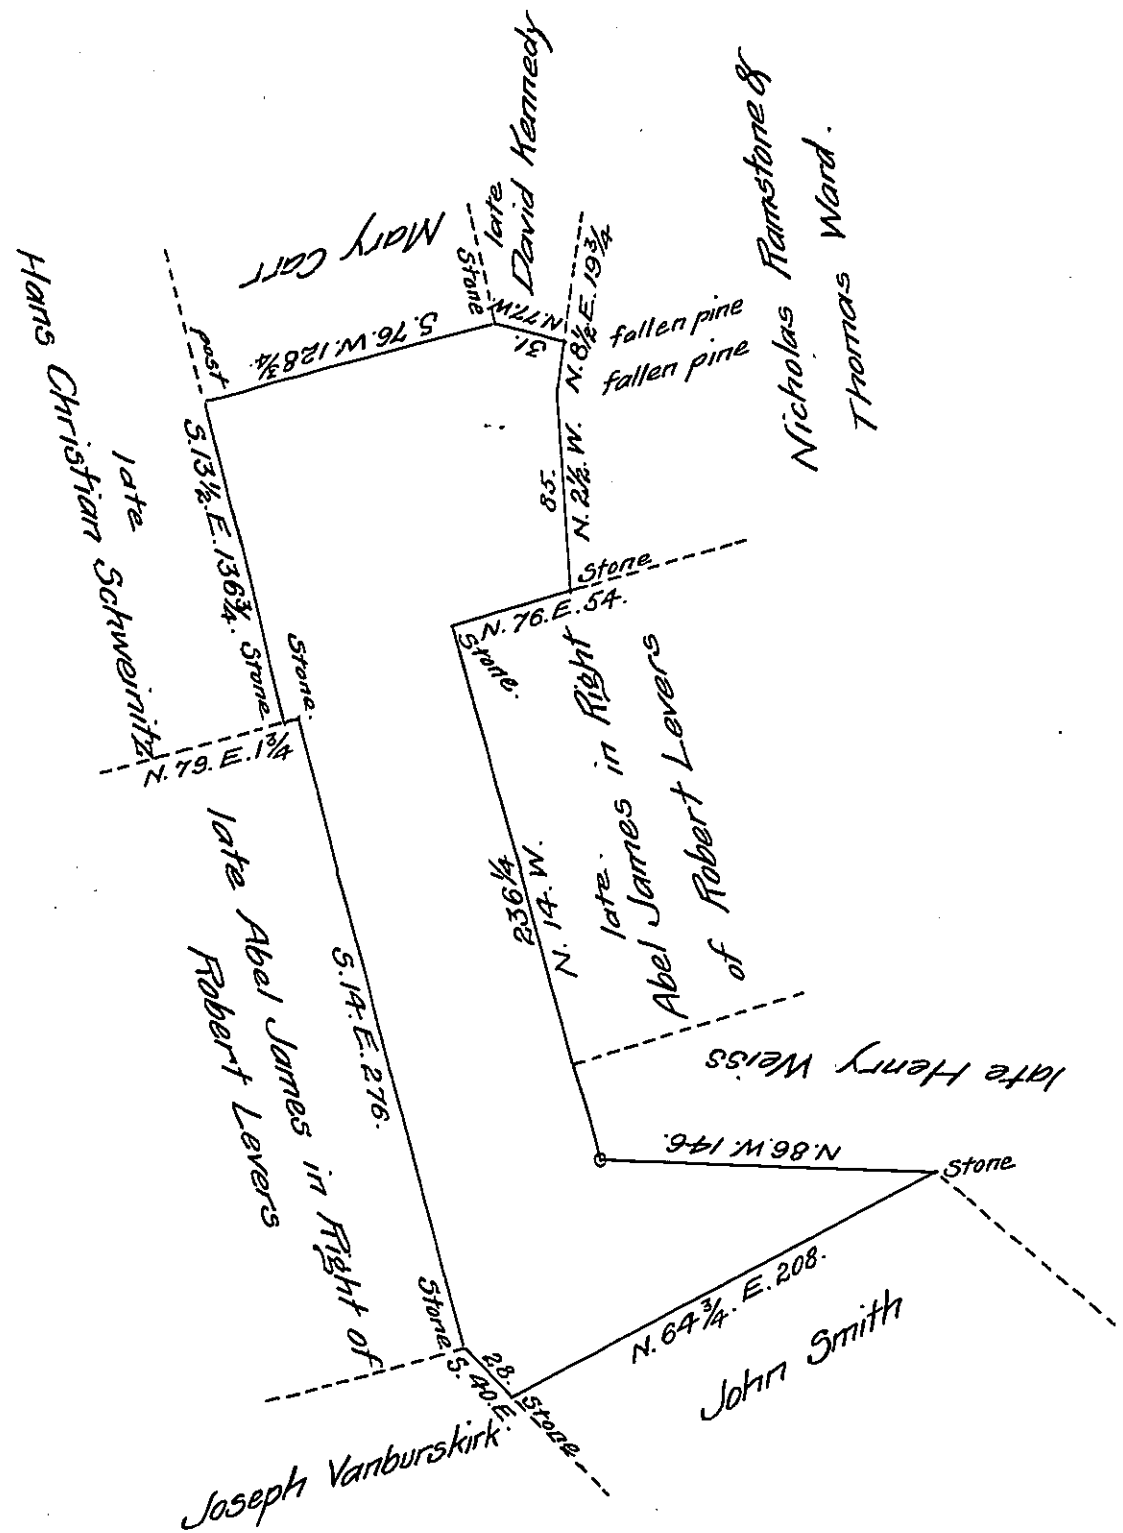 David Kennedy
late
Nicholas Ramstone &
Thomas Ward.
Mary Carr
Hans Christian Schweinitz
late
Stone
N.77.W
31.
N.8½.E.19¾
fallen pine
fallen pine
S.76.W.128¾.
post
S.13½.E.136¾.
Stone
Stone.
85.
N.2½.W.
Stone
N.76.E.54.
Stone.
N.79.E.1¾
late
Abel James in Right
of Robert Levers
236¼
N.14.W.
late Abel James in Right of
Robert Levers
S.14.E.276.
late Henry Weiss
N.86.W.146.
Stone
N.64¾.E.208.
John Smith
Stone
28.
S.40.E.
Stone
Joseph Vanburskirk.